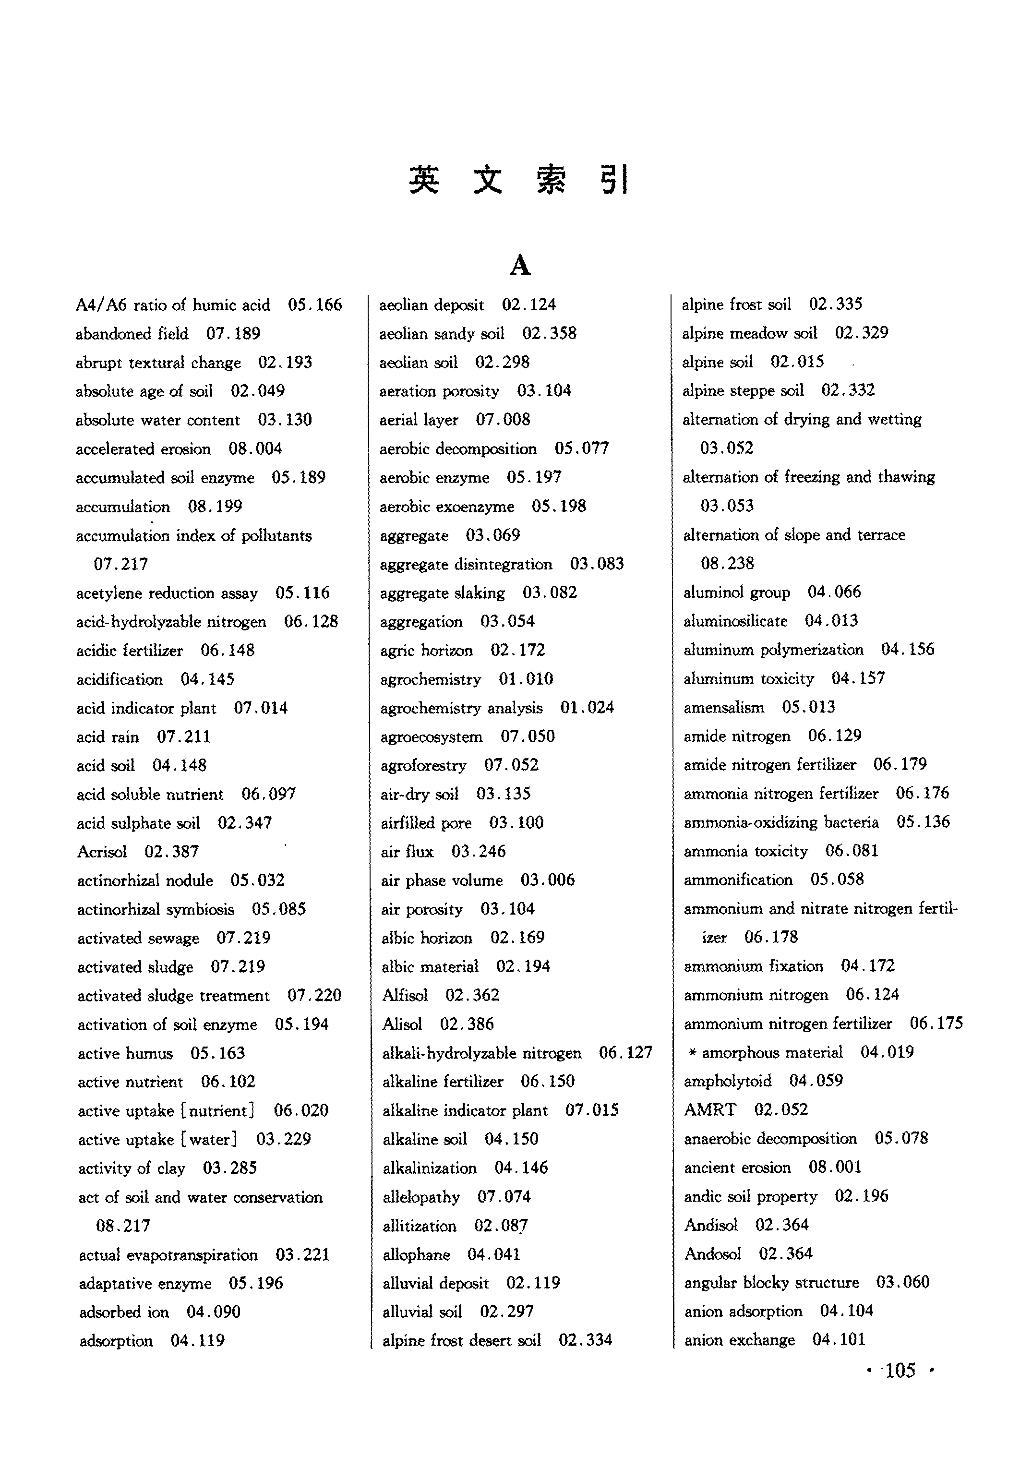 英文索引
A
A4/A6 ratio of humic acid 05.166
abandoned field 07.189
abrupt textural change 02.193
absolute age of soil 02.049
absolute water content 03.130
accelerated erosion 08.004
accumulated soil enzyme 05.189
accumulation 08.199
accumulation index of pollutants
07.217
acetylene reduction assay 05.116
acid-hydrolyzable nitrogen 06.128
acidic fertilizer 06.148
acidification 04.145
acid indicator plant 07.014
acid rain 07.211
acid soil 04.148
acid soluble nutrient 06.097
acid sulphate soil 02.347
Acrisol 02.387
actinorhizal nodule 05.032
actinorhizal symbiosis 05.085
activated sewage 07.219
activated sludge 07.219
activated sludge treatment 07.220
activation of soil enzyme 05.194
active humus 05.163
active nutrient 06.102
active uptake [nutrient] 06.020
active uptake [water] 03.229
activity of clay 03.285
act of soil and water conservation
08.217
actual evapotranspiration 03.221
adaptative enzyme 05.196
adsorbed ion 04.090
adsorption 04.119
aeolian deposit 02.124
aeolian sandy soil 02.358
aeolian soil 02.298
aeration porosity 03.104
aerial layer 07.008
aerobic decomposition 05.077
aerobic enzyme 05.197
aerobic exoenzyme 05.198
aggregate 03.069
aggregate disintegration 03.083
aggregate slaking 03.082
aggregation 03.054
agric horizon 02.172
agrochemistry 01.010
agrochemistry analysis 01.024
agroecosystem 07.050
agroforestry 07.052
air-dry soil 03.135
airfilled pore 03.100
air flux 03.246
air phase volume 03.006
air porosity 03.104
albic horizon 02.169
albic material 02.194
Alfisol 02.362
Alisol 02.386
alkali-hydrolyzable nitrogen 06.127
alkaline fertilizer 06.150
alkaline indicator plant 07.015
alkaline soil 04.150
alkalinization 04.146
allelopathy 07.074
allitization 02.087
allophane 04.041
alluvial deposit 02.119
alluvial soil 02.297
alpine frost desert soil 02.334
alpine frost soil 02.335
alpine meadow soil 02.329
alpine soil 02.015
alpine steppe soil 02.332
alternation of drying and wetting
03.052
alternation of freezing and thawing
03.053
alternation of slope and terrace
08.238
aluminol group 04.066
aluminosilicate 04.013
aluminum polymerization 04.156
aluminum toxicity 04.157
amensalism 05.013
amide nitrogen 06.129
amide nitrogen fertilizer 06.179
ammonia nitrogen fertilizer 06.176
ammonia-oxidizing bacteria 05.136
ammonia toxicity 06.081
ammonification 05.058
ammonium and nitrate nitrogen fertil-
izer 06.178
ammonium fixation 04.172
ammonium nitrogen 06.124
ammonium nitrogen fertilizer 06.175
* amorphous material 04.019
ampholytoid 04.059
AMRT 02.052
anaerobic decomposition 05.078
ancient erosion 08.001
andic soil property 02.196
Andisol 02.364
Andosol 02.364
angular blocky structure 03.060
anion adsorption 04.104
anion exchange 04.101
· 105 ·